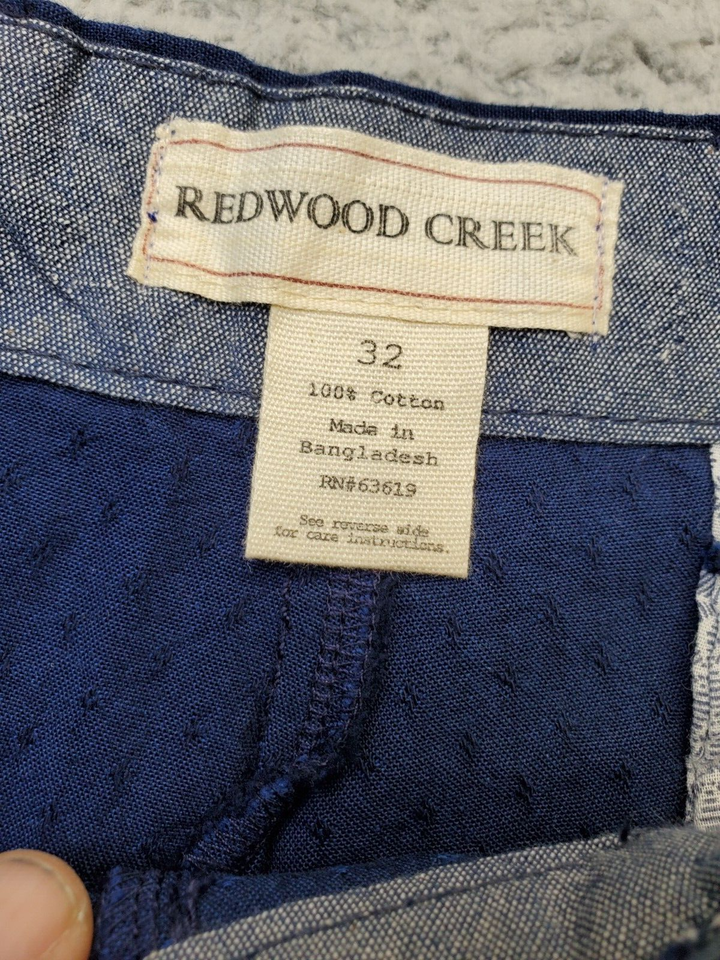 REDWOOD CREEK
32
100% Cotton
Made in
Bangladesh
RN#63619
See reverse side
for care instructions.